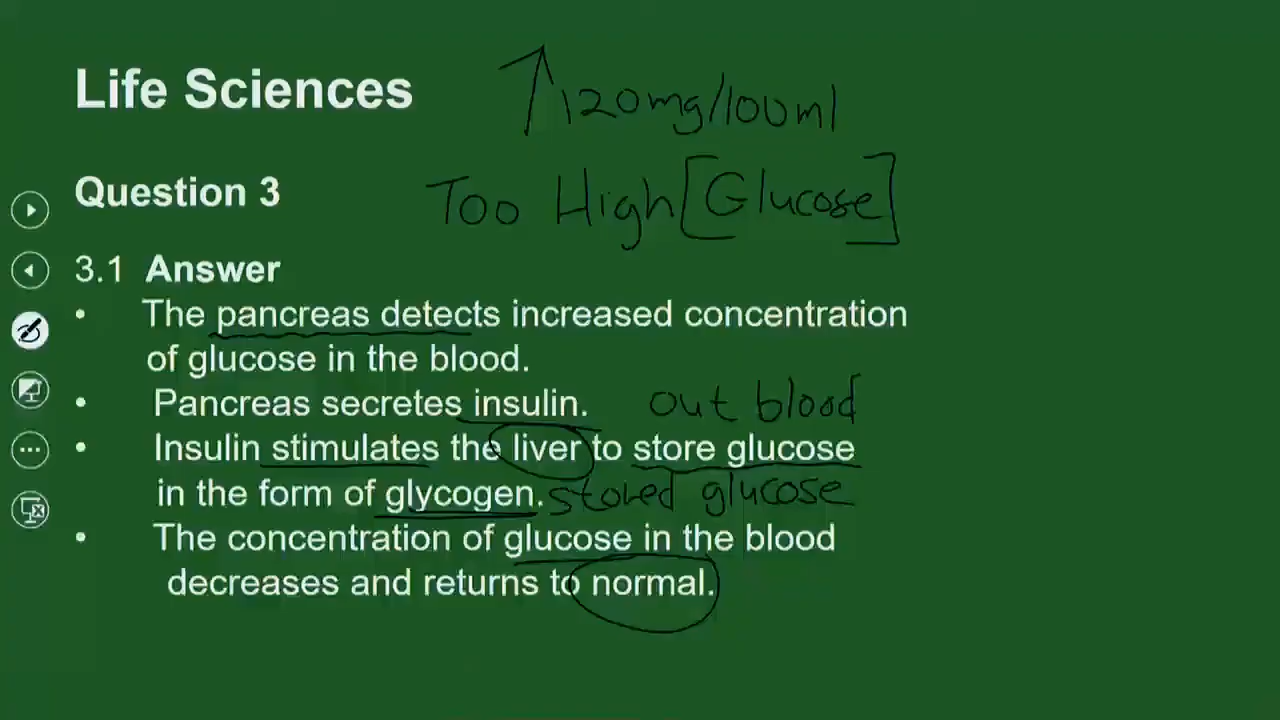 Life Sciences
↑120mg/100ml
Question 3
Too High[Glucose]
3.1 Answer
• The pancreas detects increased concentration
of glucose in the blood.
• Pancreas secretes insulin. out blood
• Insulin stimulates the liver to store glucose
in the form of glycogen. stored glucose
• The concentration of glucose in the blood
decreases and returns to normal.